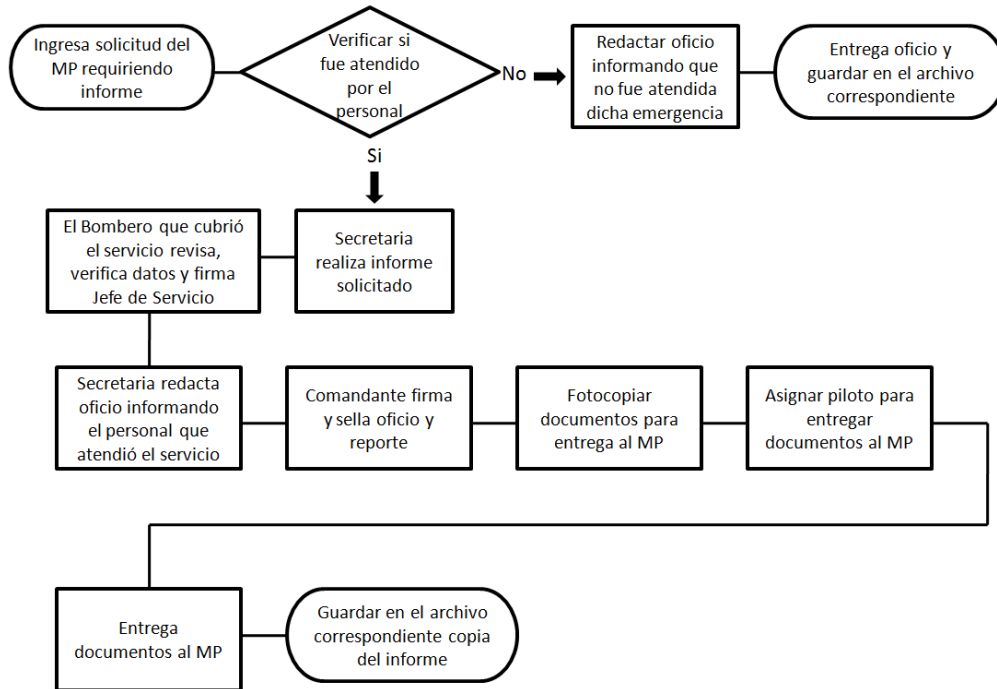 Ingresa solicitud del
MP requiriendo
informe
Verificar si
fue atendido
por el
personal
No
Redactar oficio
informando que
no fue atendida
dicha emergencia
Entrega oficio y
guardar en el archivo
correspondiente
Si
El Bombero que cubrió
el servicio revisa,
verifica datos y firma
Jefe de Servicio
Secretaria
realiza informe
solicitado
Secretaria redacta
oficio informando
el personal que
atendió el servicio
Comandante firma
y sella oficio y
reporte
Fotocopiar
documentos para
entrega al MP
Asignar piloto para
entregar
documentos al MP
Entrega
documentos al MP
Guardar en el archivo
correspondiente copia
del informe